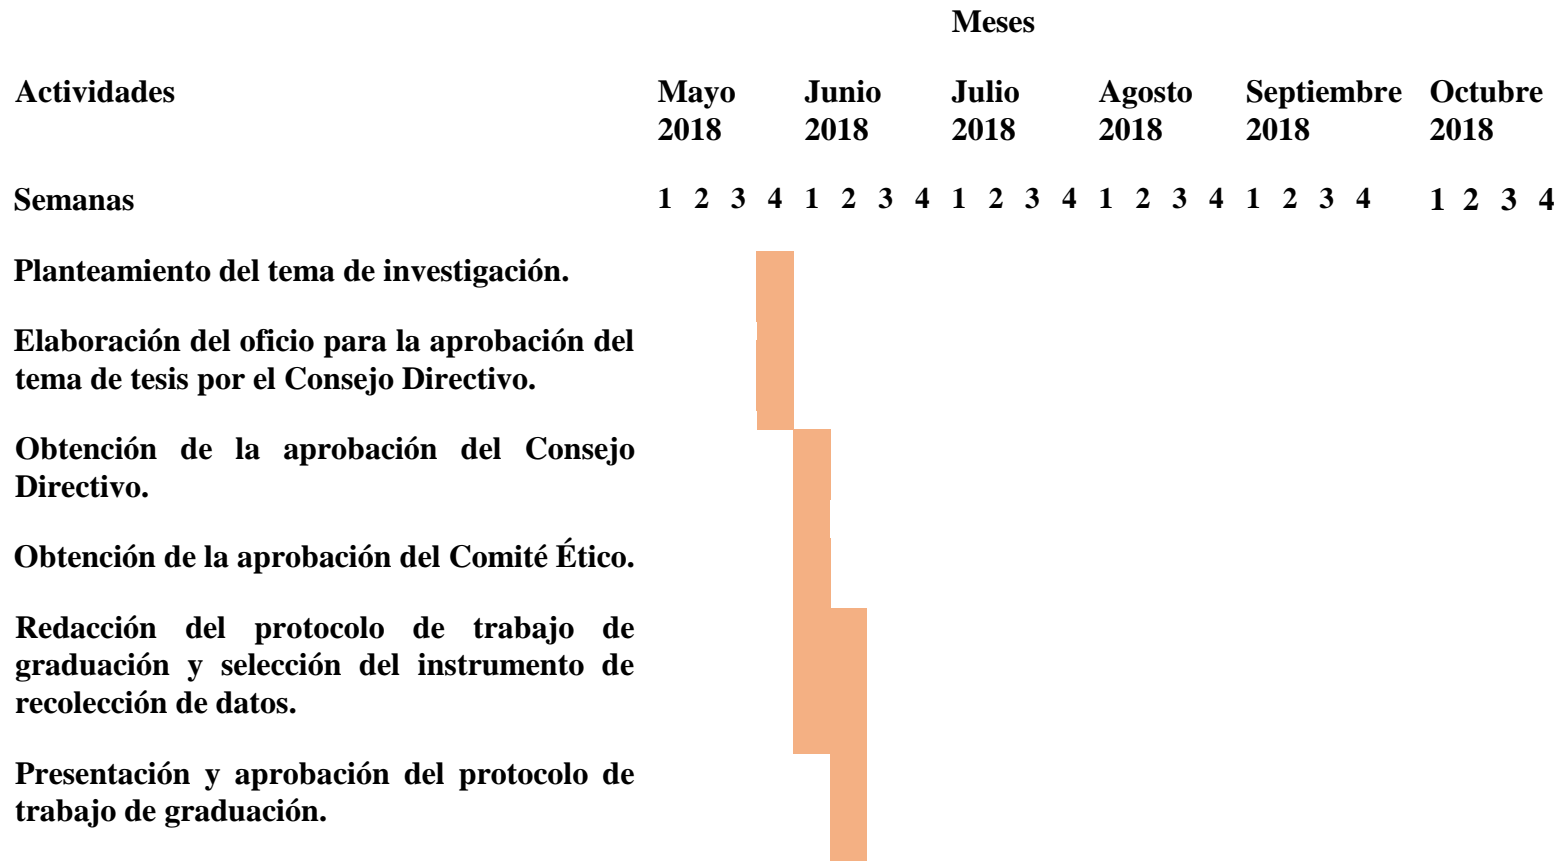 Meses
Actividades Mayo Junio Julio Agosto Septiembre Octubre
2018 2018 2018 2018 2018 2018
Semanas 1 2 3 4 1 2 3 4 1 2 3 4 1 2 3 4 1 2 3 4 1 2 3 4
Planteamiento del tema de investigación.
Elaboración del oficio para la aprobación del
tema de tesis por el Consejo Directivo.
Obtención de la aprobación del Consejo
Directivo.
Obtención de la aprobación del Comité Ético.
Redacción del protocolo de trabajo de
graduación y selección del instrumento de
recolección de datos.
Presentación y aprobación del protocolo de
trabajo de graduación.